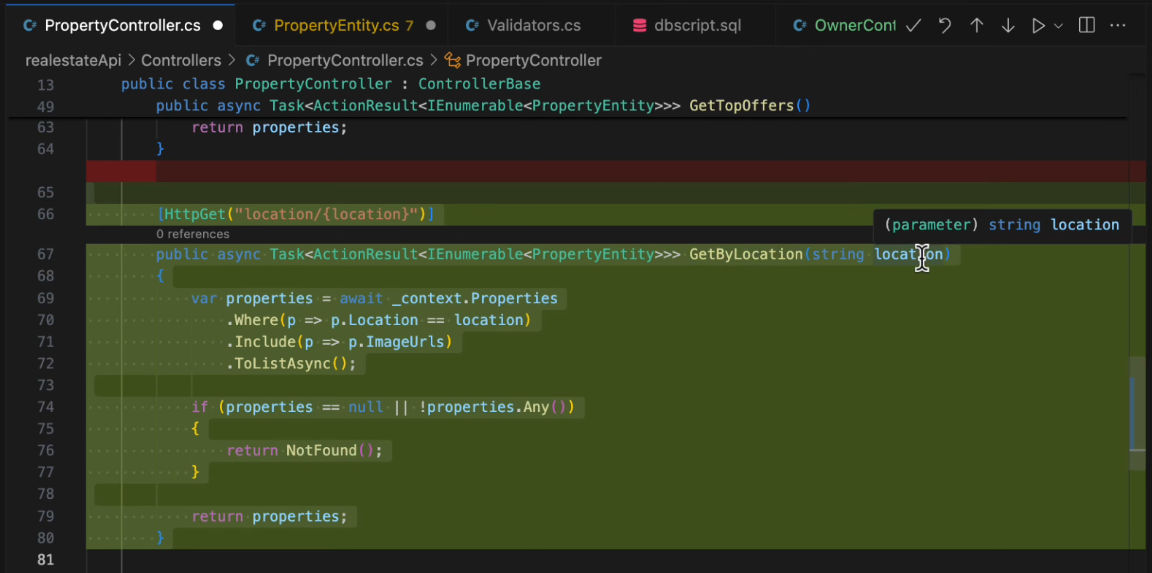 PropertyController.cs PropertyEntity.cs 7 Validators.cs dbscript.sql OwnerCont
realestateApi > Controllers > PropertyController.cs > PropertyController
13 public class PropertyController : ControllerBase
49 public async Task<ActionResult<IEnumerable<PropertyEntity>>> GetTopOffers()
63 return properties;
64 }
65
66 [HttpGet("location/{location}")]
0 references
(parameter) string location
67 public async Task<ActionResult<IEnumerable<PropertyEntity>>> GetByLocation(string location)
68 {
69 var properties = await _context.Properties
70 .Where(p => p.Location == location)
71 .Include(p => p.ImageUrls)
72 .ToListAsync();
73
74 if (properties == null || !properties.Any())
75 {
76 return NotFound();
77 }
78
79 return properties;
80 }
81